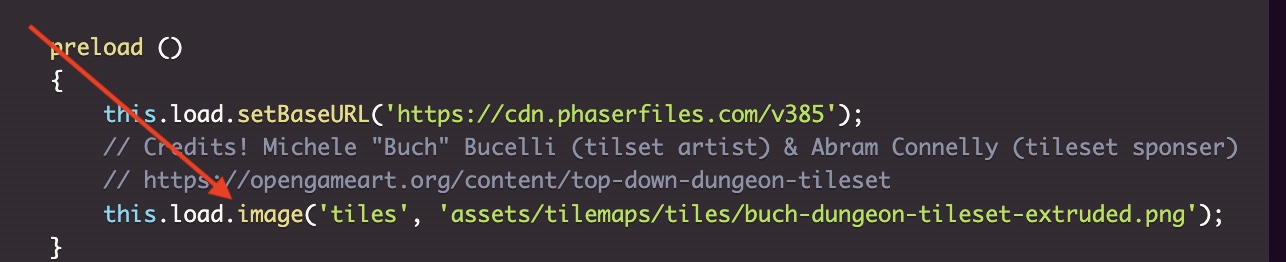 preload ()
{
this.load.setBaseURL('https://cdn.phaserfiles.com/v385');
// Credits! Michele "Buch" Bucelli (tilset artist) & Abram Connelly (tileset sponser)
// https://opengameart.org/content/top-down-dungeon-tileset
this.load.image('tiles', 'assets/tilemaps/tiles/buch-dungeon-tileset-extruded.png');
}